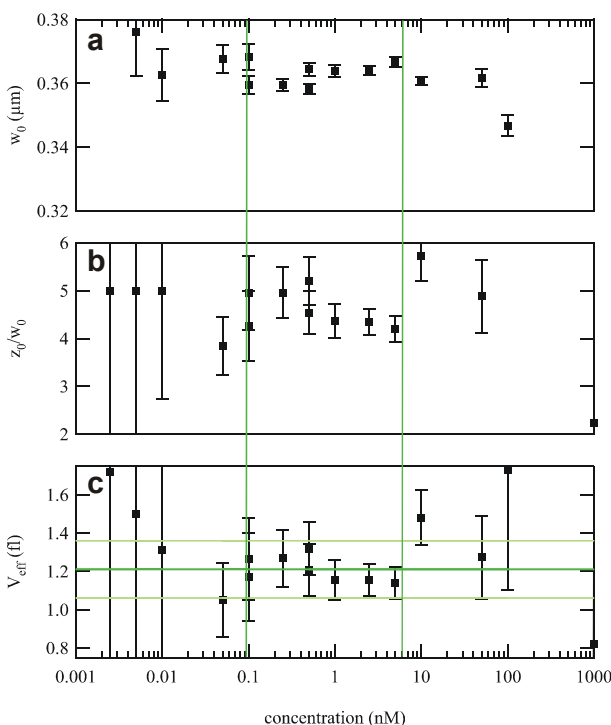 a
0.38
0.36
0.34
0.32
w₀ (μm)
b
6
5
4
3
2
z₀/w₀
c
1.6
1.4
1.2
1.0
0.8
V_eff (fl)
0.001 0.01 0.1 1 10 100 1000
concentration (nM)